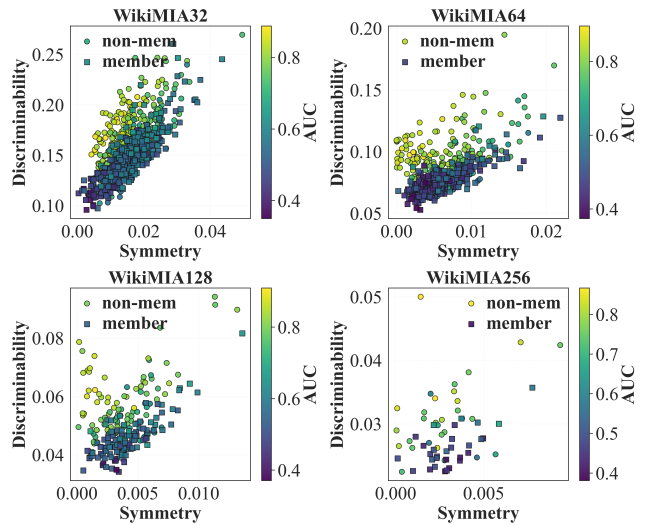 WikiMIA32
non-mem
member
0.25
0.20
0.15
0.10
Discriminability
0.00
0.02
0.04
Symmetry
0.8
0.6
0.4
AUC
WikiMIA64
non-mem
member
0.20
0.15
0.10
0.05
Discriminability
0.00
0.01
0.02
Symmetry
0.8
0.6
0.4
AUC
WikiMIA128
non-mem
member
0.08
0.06
0.04
Discriminability
0.000
0.005
0.010
Symmetry
0.8
0.6
0.4
AUC
WikiMIA256
non-mem
member
0.05
0.04
0.03
Discriminability
0.000
0.005
Symmetry
0.8
0.7
0.6
0.5
0.4
AUC